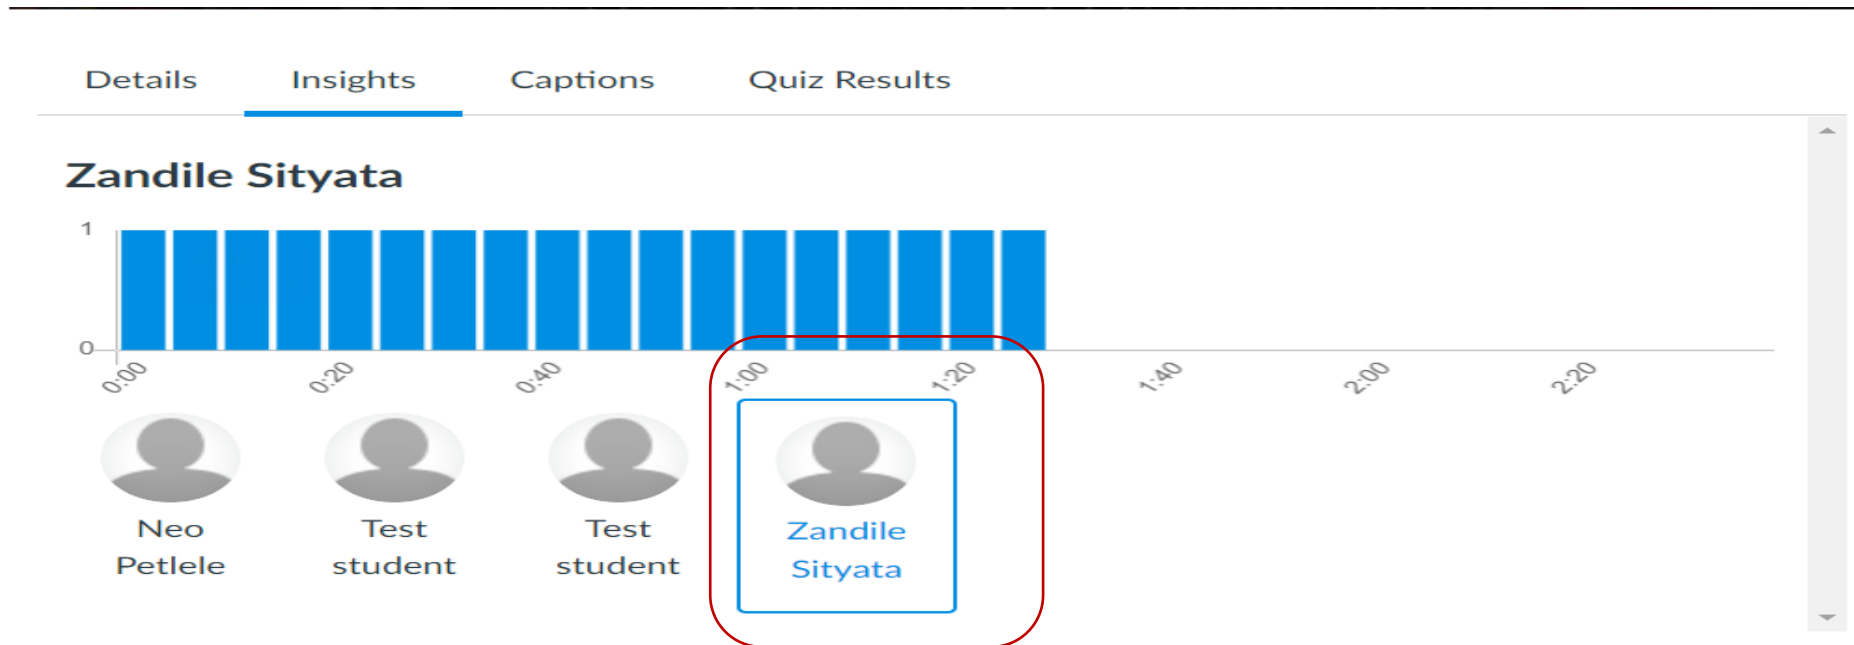 Details Insights Captions Quiz Results
Zandile Sityata
1
0
0:00 0:20 0:40 1:00 1:20 1:40 2:00 2:20
Neo Petlele
Test student
Test student
Zandile Sityata